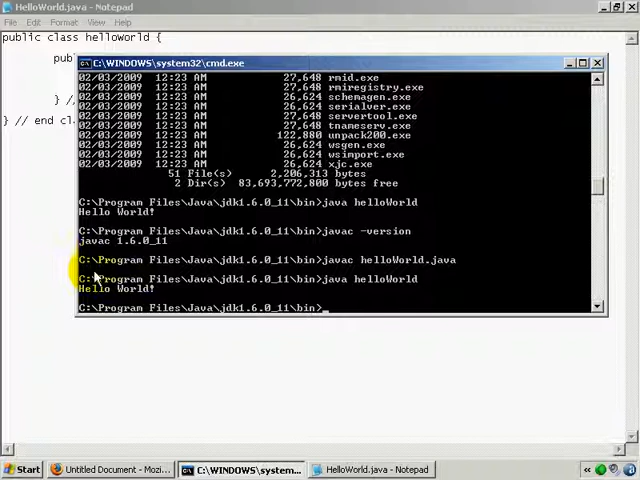 HelloWorld.java - Notepad
File Edit Format View Help
public class helloWorld {
pub
} //
} // end cla
C:\WINDOWS\system32\cmd.exe
02/03/2009 12:23 AM 27,648 rmid.exe
02/03/2009 12:23 AM 27,648 rmiregistry.exe
02/03/2009 12:23 AM 26,624 schemagen.exe
02/03/2009 12:23 AM 26,624 serialver.exe
02/03/2009 12:23 AM 27,648 servertool.exe
02/03/2009 12:23 AM 27,648 tnameserv.exe
02/03/2009 12:23 AM 122,880 unpack200.exe
02/03/2009 12:23 AM 26,624 wsgen.exe
02/03/2009 12:23 AM 26,624 wsimport.exe
02/03/2009 12:23 AM 26,624 xjc.exe
51 File(s) 2,206,313 bytes
2 Dir(s) 83,693,772,800 bytes free
C:\Program Files\Java\jdk1.6.0_11\bin>java helloWorld
Hello World!
C:\Program Files\Java\jdk1.6.0_11\bin>javac -version
javac 1.6.0_11
C:\Program Files\Java\jdk1.6.0_11\bin>javac helloWorld.java
C:\Program Files\Java\jdk1.6.0_11\bin>java helloWorld
Hello World!
C:\Program Files\Java\jdk1.6.0_11\bin>_
Start
Untitled Document - Mozi...
C:\WINDOWS\system...
HelloWorld.java - Notepad